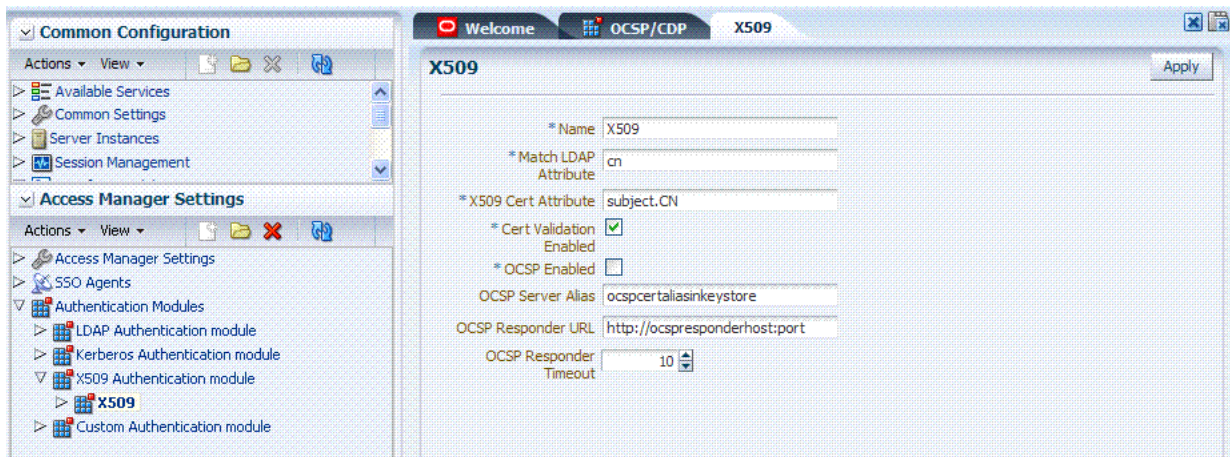 Common Configuration
Actions View
Available Services
Common Settings
Server Instances
Session Management
Access Manager Settings
Actions View
Access Manager Settings
SSO Agents
Authentication Modules
LDAP Authentication module
Kerberos Authentication module
X509 Authentication module
X509
Custom Authentication module
Welcome OCSP/CDP X509
X509 Apply
* Name X509
* Match LDAP Attribute cn
* X509 Cert Attribute subject.CN
* Cert Validation Enabled
* OCSP Enabled
OCSP Server Alias ocspcertaliasinkeystore
OCSP Responder URL http://ocspresponderhost:port
OCSP Responder Timeout 10